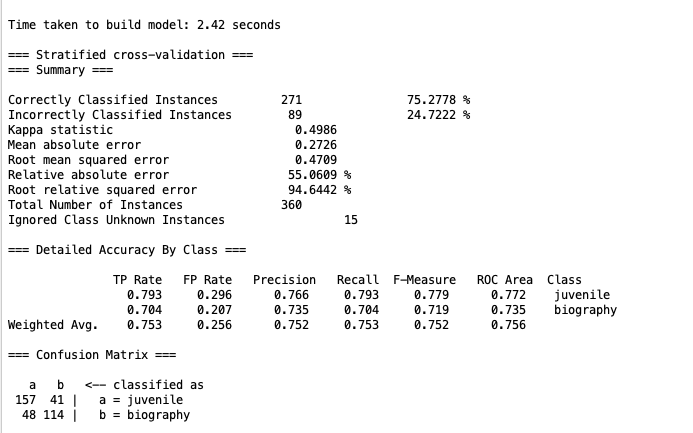 Time taken to build model: 2.42 seconds
=== Stratified cross-validation ===
=== Summary ===
Correctly Classified Instances 271 75.2778 %
Incorrectly Classified Instances 89 24.7222 %
Kappa statistic 0.4986
Mean absolute error 0.2726
Root mean squared error 0.4709
Relative absolute error 55.0609 %
Root relative squared error 94.6442 %
Total Number of Instances 360
Ignored Class Unknown Instances 15
=== Detailed Accuracy By Class ===
TP Rate FP Rate Precision Recall F-Measure ROC Area Class
0.793 0.296 0.766 0.793 0.779 0.772 juvenile
0.704 0.207 0.735 0.704 0.719 0.735 biography
Weighted Avg. 0.753 0.256 0.752 0.753 0.752 0.756
=== Confusion Matrix ===
a b <-- classified as
157 41 | a = juvenile
48 114 | b = biography